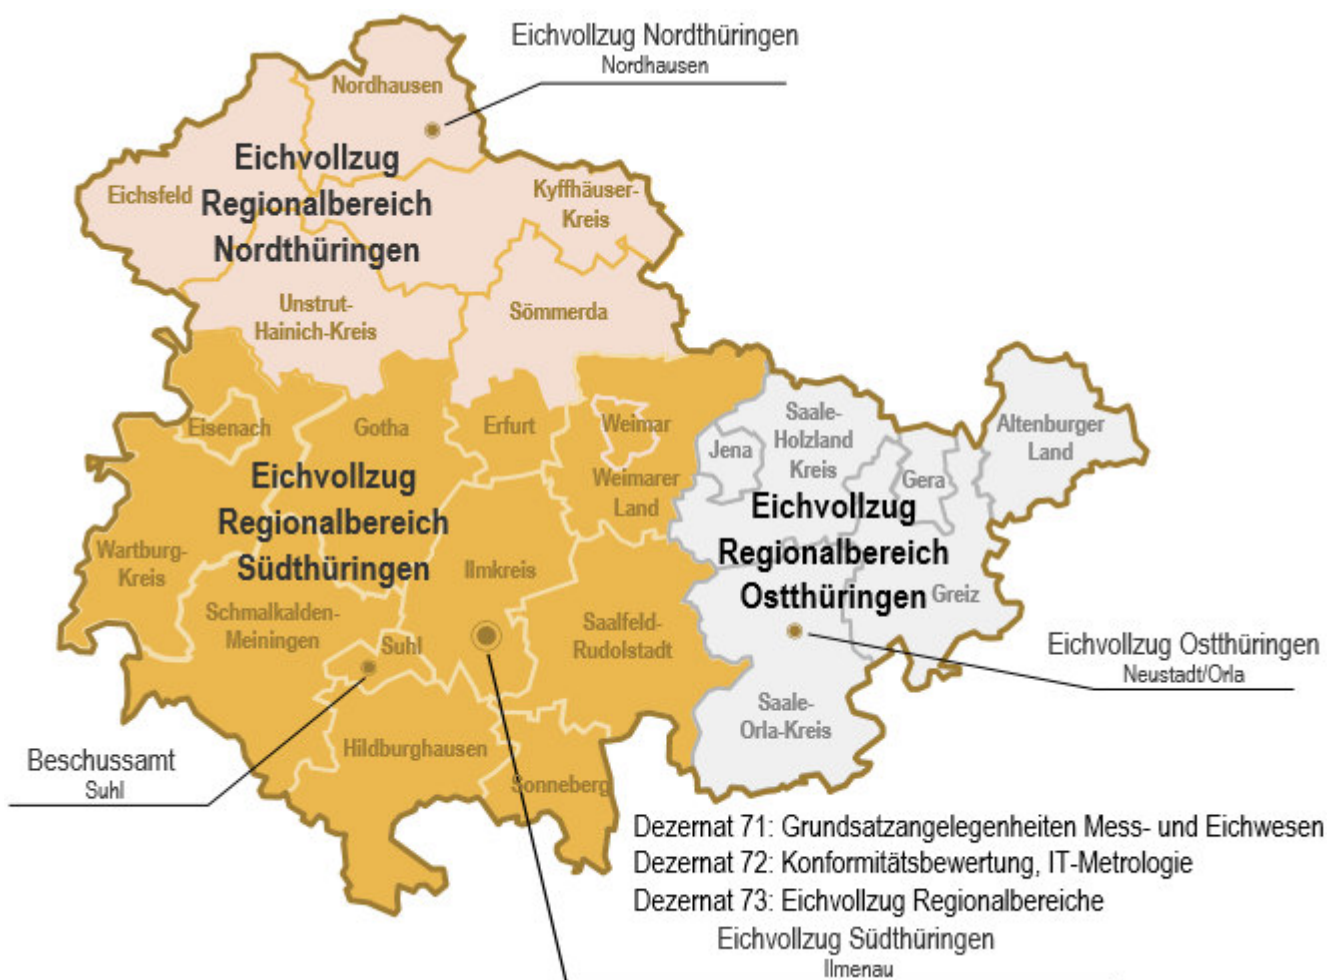 Eichvollzug Nordthüringen
Nordhausen
Nordhausen
Eichvollzug
Regionalbereich
Nordthüringen
Eichsfeld
Kyffhäuser-
Kreis
Unstrut-
Hainich-Kreis
Sömmerda
Eisenach
Gotha
Erfurt
Weimar
Weimarer
Land
Jena
Saale-
Holzland
Kreis
Gera
Altenburger
Land
Eichvollzug
Regionalbereich
Südthüringen
Eichvollzug
Regionalbereich
Ostthüringen
Wartburg-
Kreis
Ilmkreis
Greiz
Schmalkalden-
Meiningen
Suhl
Saalfeld-
Rudolstadt
Eichvollzug Ostthüringen
Neustadt/Orla
Saale-
Orla-Kreis
Hildburghausen
Sonneberg
Beschussamt
Suhl
Dezernat 71: Grundsatzangelegenheiten Mess- und Eichwesen
Dezernat 72: Konformitätsbewertung, IT-Metrologie
Dezernat 73: Eichvollzug Regionalbereiche
Eichvollzug Südthüringen
Ilmenau